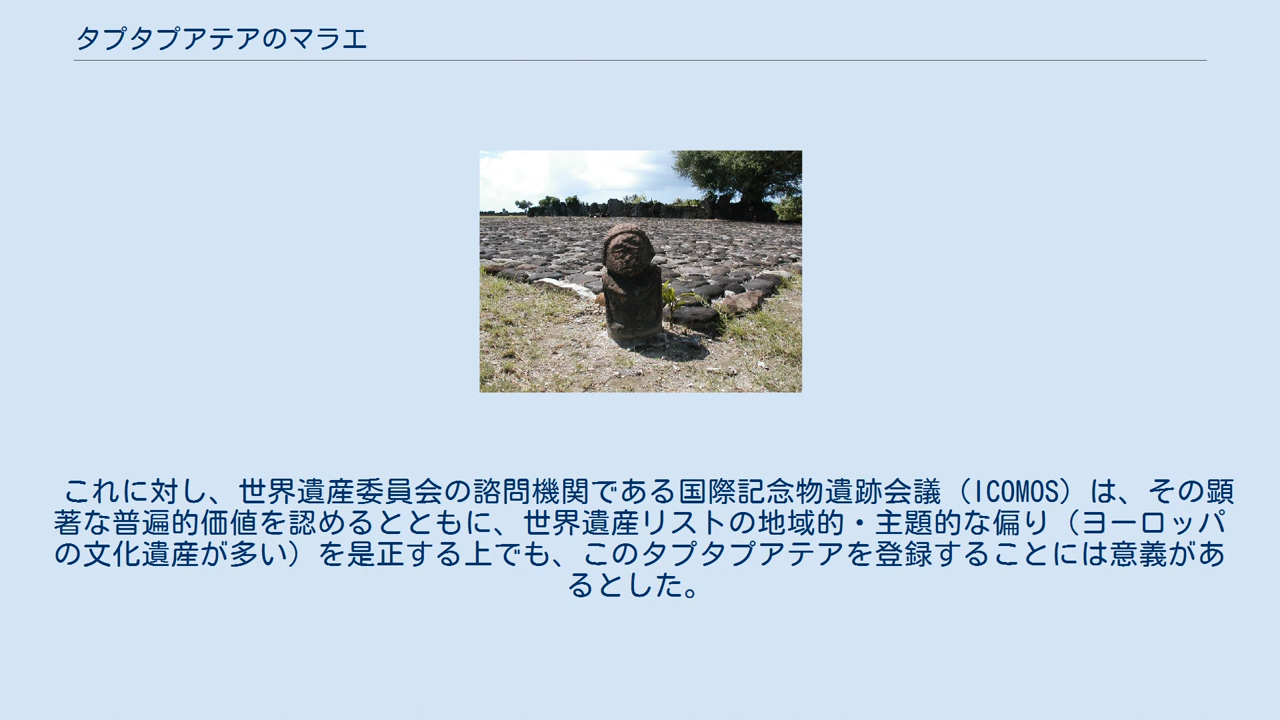 タプタプアテアのマラエ
これに対し、世界遺産委員会の諮問機関である国際記念物遺跡会議（ICOMOS）は、その顕
著な普遍的価値を認めるとともに、世界遺産リストの地域的・主題的な偏り（ヨーロッパ
の文化遺産が多い）を是正する上でも、このタプタプアテアを登録することには意義があ
るとした。